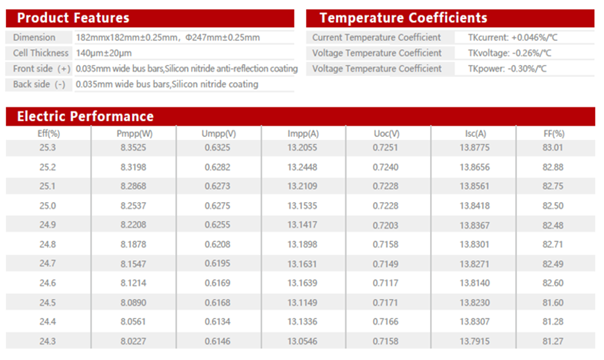 Product Features
Dimension 182mmx182mm±0.25mm, Φ247mm±0.25mm
Cell Thickness 140μm±20μm
Front side (+) 0.035mm wide bus bars,Silicon nitride anti-reflection coating
Back side (-) 0.035mm wide bus bars,Silicon nitride coating
Temperature Coefficients
Current Temperature Coefficient TKcurrent: +0.046%/℃
Voltage Temperature Coefficient TKvoltage: -0.26%/℃
Voltage Temperature Coefficient TKpower: -0.30%/℃
Electric Performance
Eff(%) Pmpp(W) Umpp(V) Impp(A) Uoc(V) Isc(A) FF(%)
25.3 8.3525 0.6325 13.2055 0.7251 13.8775 83.01
25.2 8.3198 0.6282 13.2448 0.7240 13.8656 82.88
25.1 8.2868 0.6273 13.2109 0.7228 13.8561 82.75
25.0 8.2537 0.6275 13.1535 0.7228 13.8418 82.50
24.9 8.2208 0.6255 13.1417 0.7203 13.8367 82.48
24.8 8.1878 0.6208 13.1898 0.7158 13.8301 82.71
24.7 8.1547 0.6195 13.1631 0.7149 13.8271 82.49
24.6 8.1214 0.6169 13.1639 0.7117 13.8140 82.60
24.5 8.0890 0.6168 13.1149 0.7171 13.8230 81.60
24.4 8.0561 0.6134 13.1336 0.7166 13.8307 81.28
24.3 8.0227 0.6146 13.0546 0.7158 13.7915 81.27